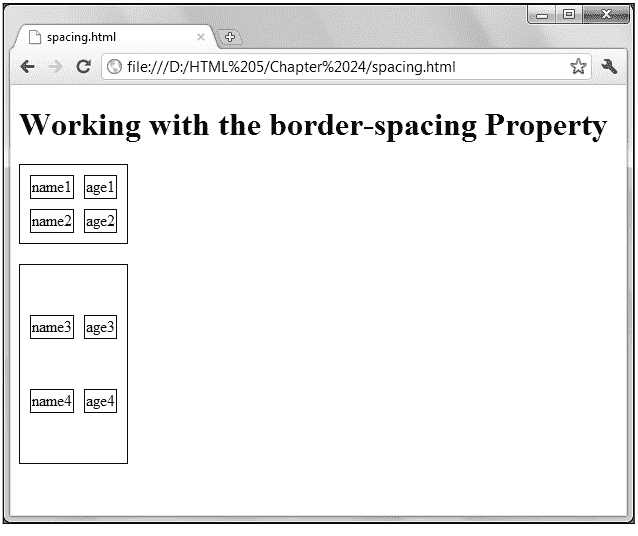 spacing.html
file:///D:/HTML%205/Chapter%2024/spacing.html
Working with the border-spacing Property
name1 age1
name2 age2
name3 age3
name4 age4